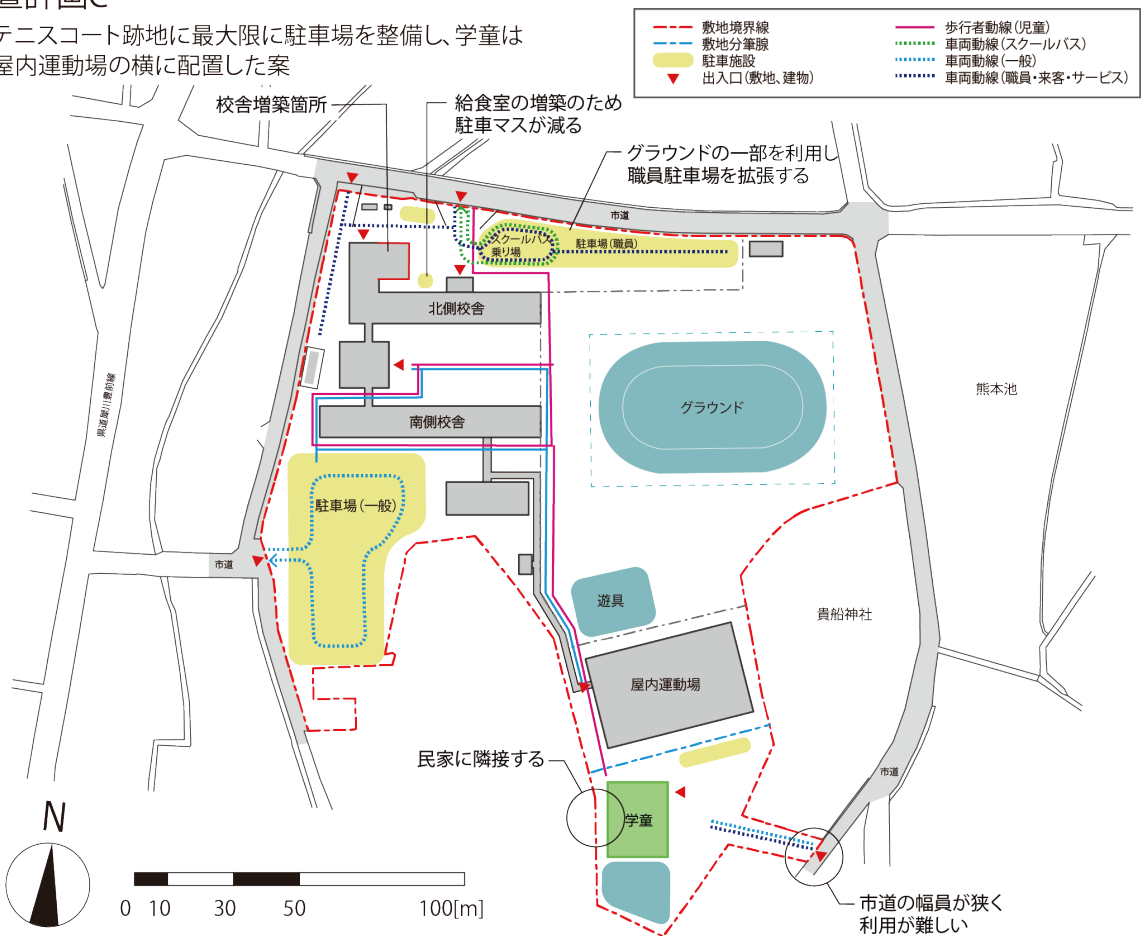 テニスコート跡地に最大限に駐車場を整備し、学童は
屋内運動場の横に配置した案
敷地境界線
敷地分筆腺
駐車施設
出入口(敷地、建物)
歩行者動線(児童)
車両動線(スクールバス)
車両動線(一般)
車両動線(職員・来客・サービス)
校舎増築箇所
給食室の増築のため
駐車マスが減る
グラウンドの一部を利用し
職員駐車場を拡張する
市道
スクールバス
乗り場
駐車場(職員)
北側校舎
県道犀川豊前線
熊本池
グラウンド
南側校舎
駐車場(一般)
市道
遊具
貴船神社
屋内運動場
民家に隣接する
市道
学童
N
0 10 30 50 100[m]
市道の幅員が狭く
利用が難しい